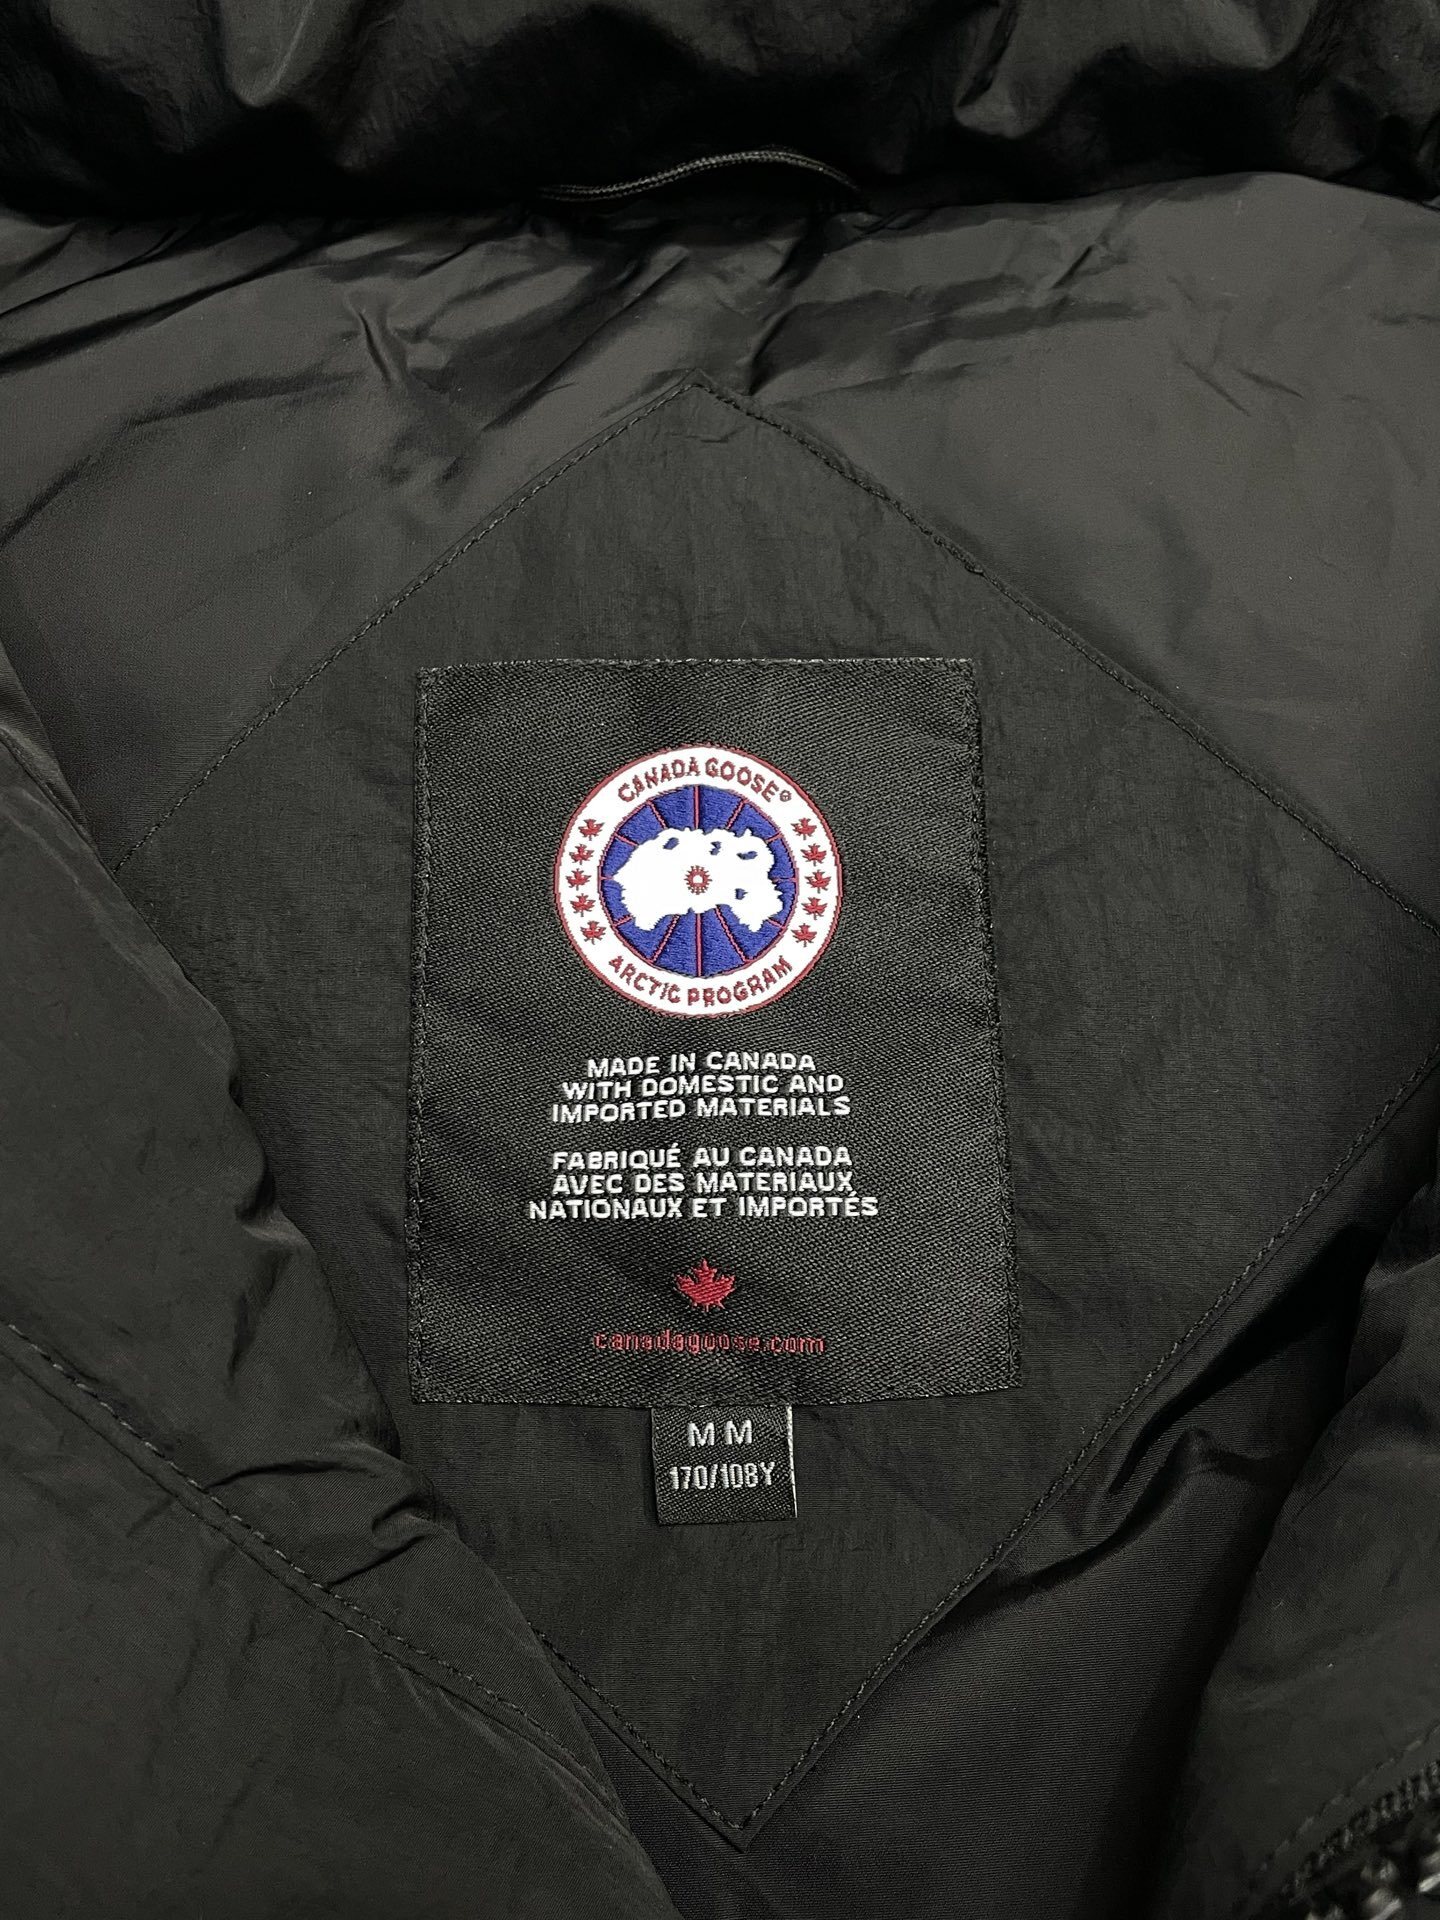 CANADA GOOSE®
ARCTIC PROGRAM
MADE IN CANADA
WITH DOMESTIC AND
IMPORTED MATERIALS
FABRIQUÉ AU CANADA
AVEC DES MATERIAUX
NATIONAUX ET IMPORTÉS
canadagoose.com
M M
170/108Y